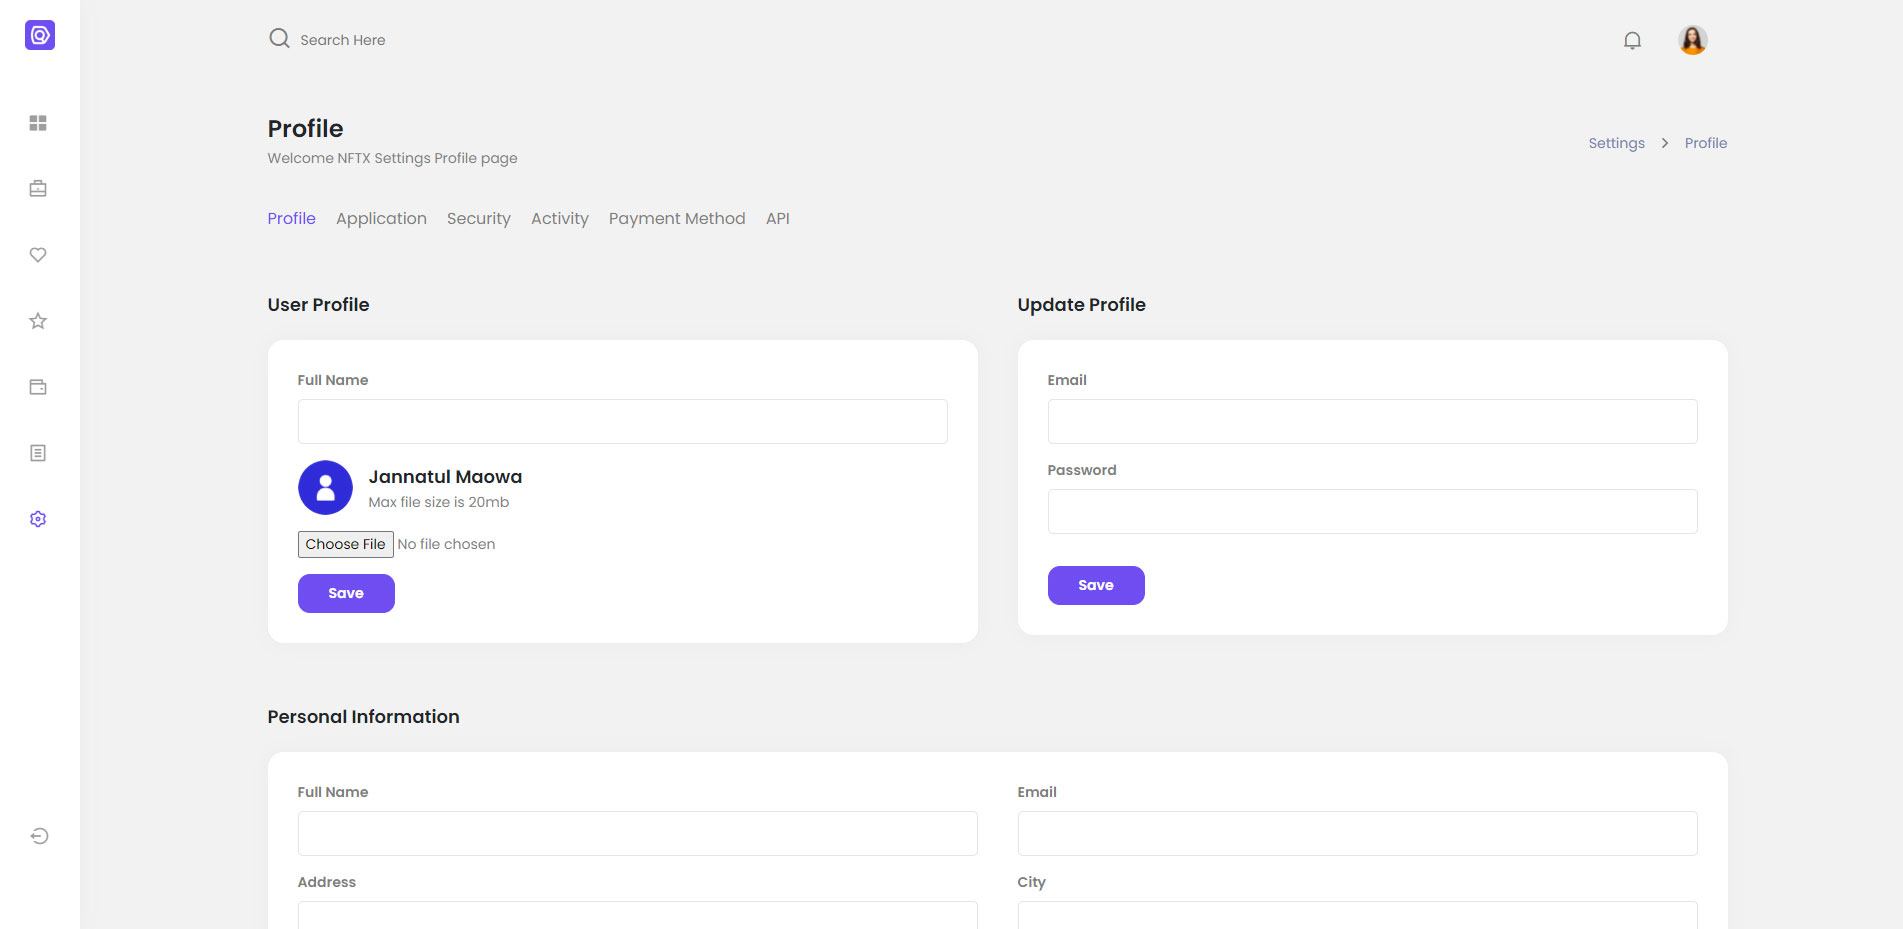 Search Here
Profile
Welcome NFTX Settings Profile page
Settings > Profile
Profile Application Security Activity Payment Method API
User Profile
Full Name
Jannatul Maowa
Max file size is 20mb
Choose File No file chosen
Save
Update Profile
Email
Password
Save
Personal Information
Full Name
Email
Address
City